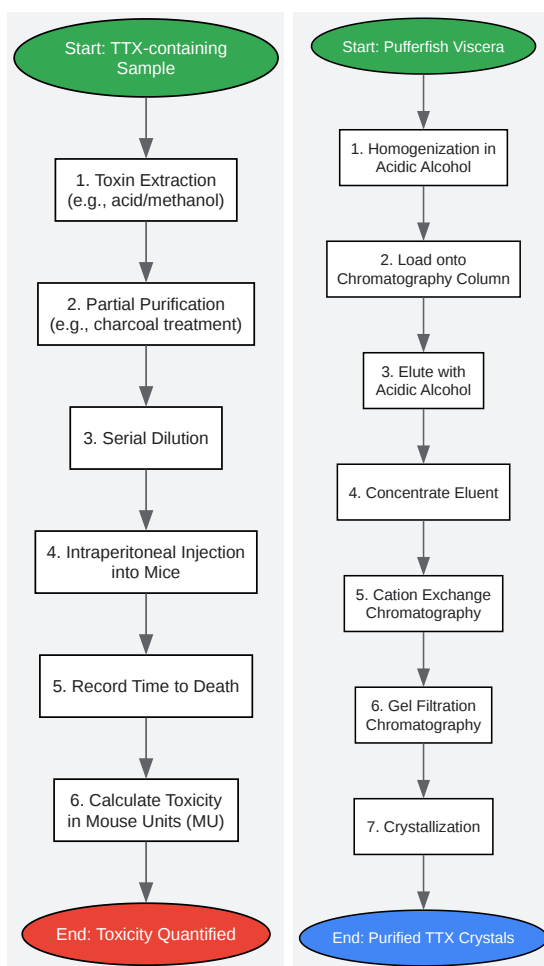 Start: TTX-containing
Sample
1. Toxin Extraction
(e.g., acid/methanol)
2. Partial Purification
(e.g., charcoal treatment)
3. Serial Dilution
4. Intraperitoneal Injection
into Mice
5. Record Time to Death
6. Calculate Toxicity
in Mouse Units (MU)
End: Toxicity Quantified
Start: Pufferfish Viscera
1. Homogenization in
Acidic Alcohol
2. Load onto
Chromatography Column
3. Elute with
Acidic Alcohol
4. Concentrate Eluent
5. Cation Exchange
Chromatography
6. Gel Filtration
Chromatography
7. Crystallization
End: Purified TTX Crystals